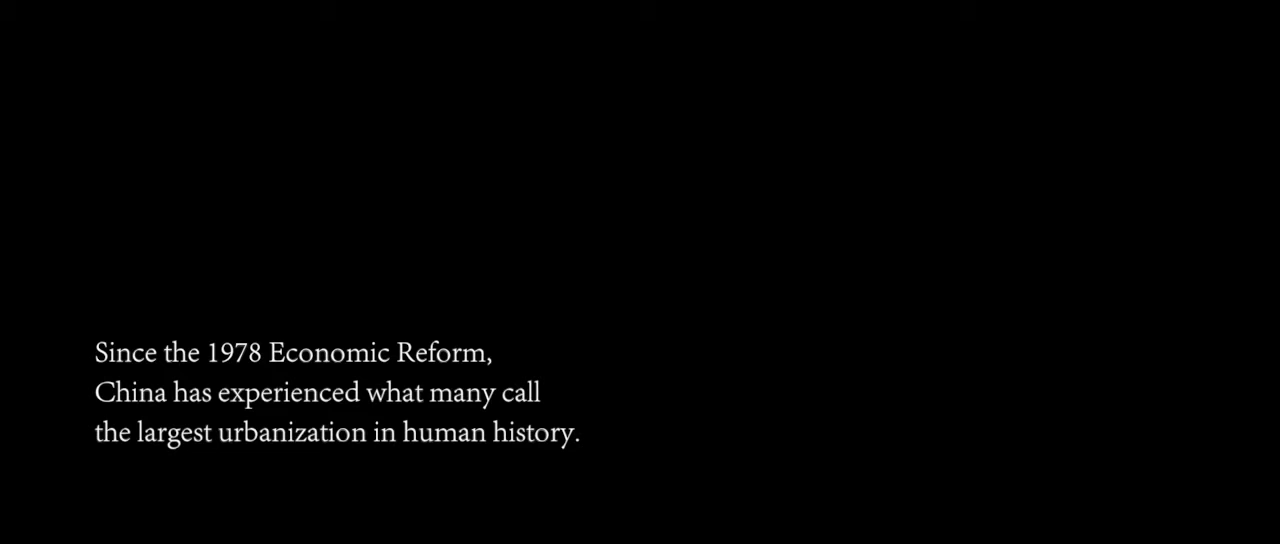 Since the 1978 Economic Reform,
China has experienced what many call
the largest urbanization in human history.